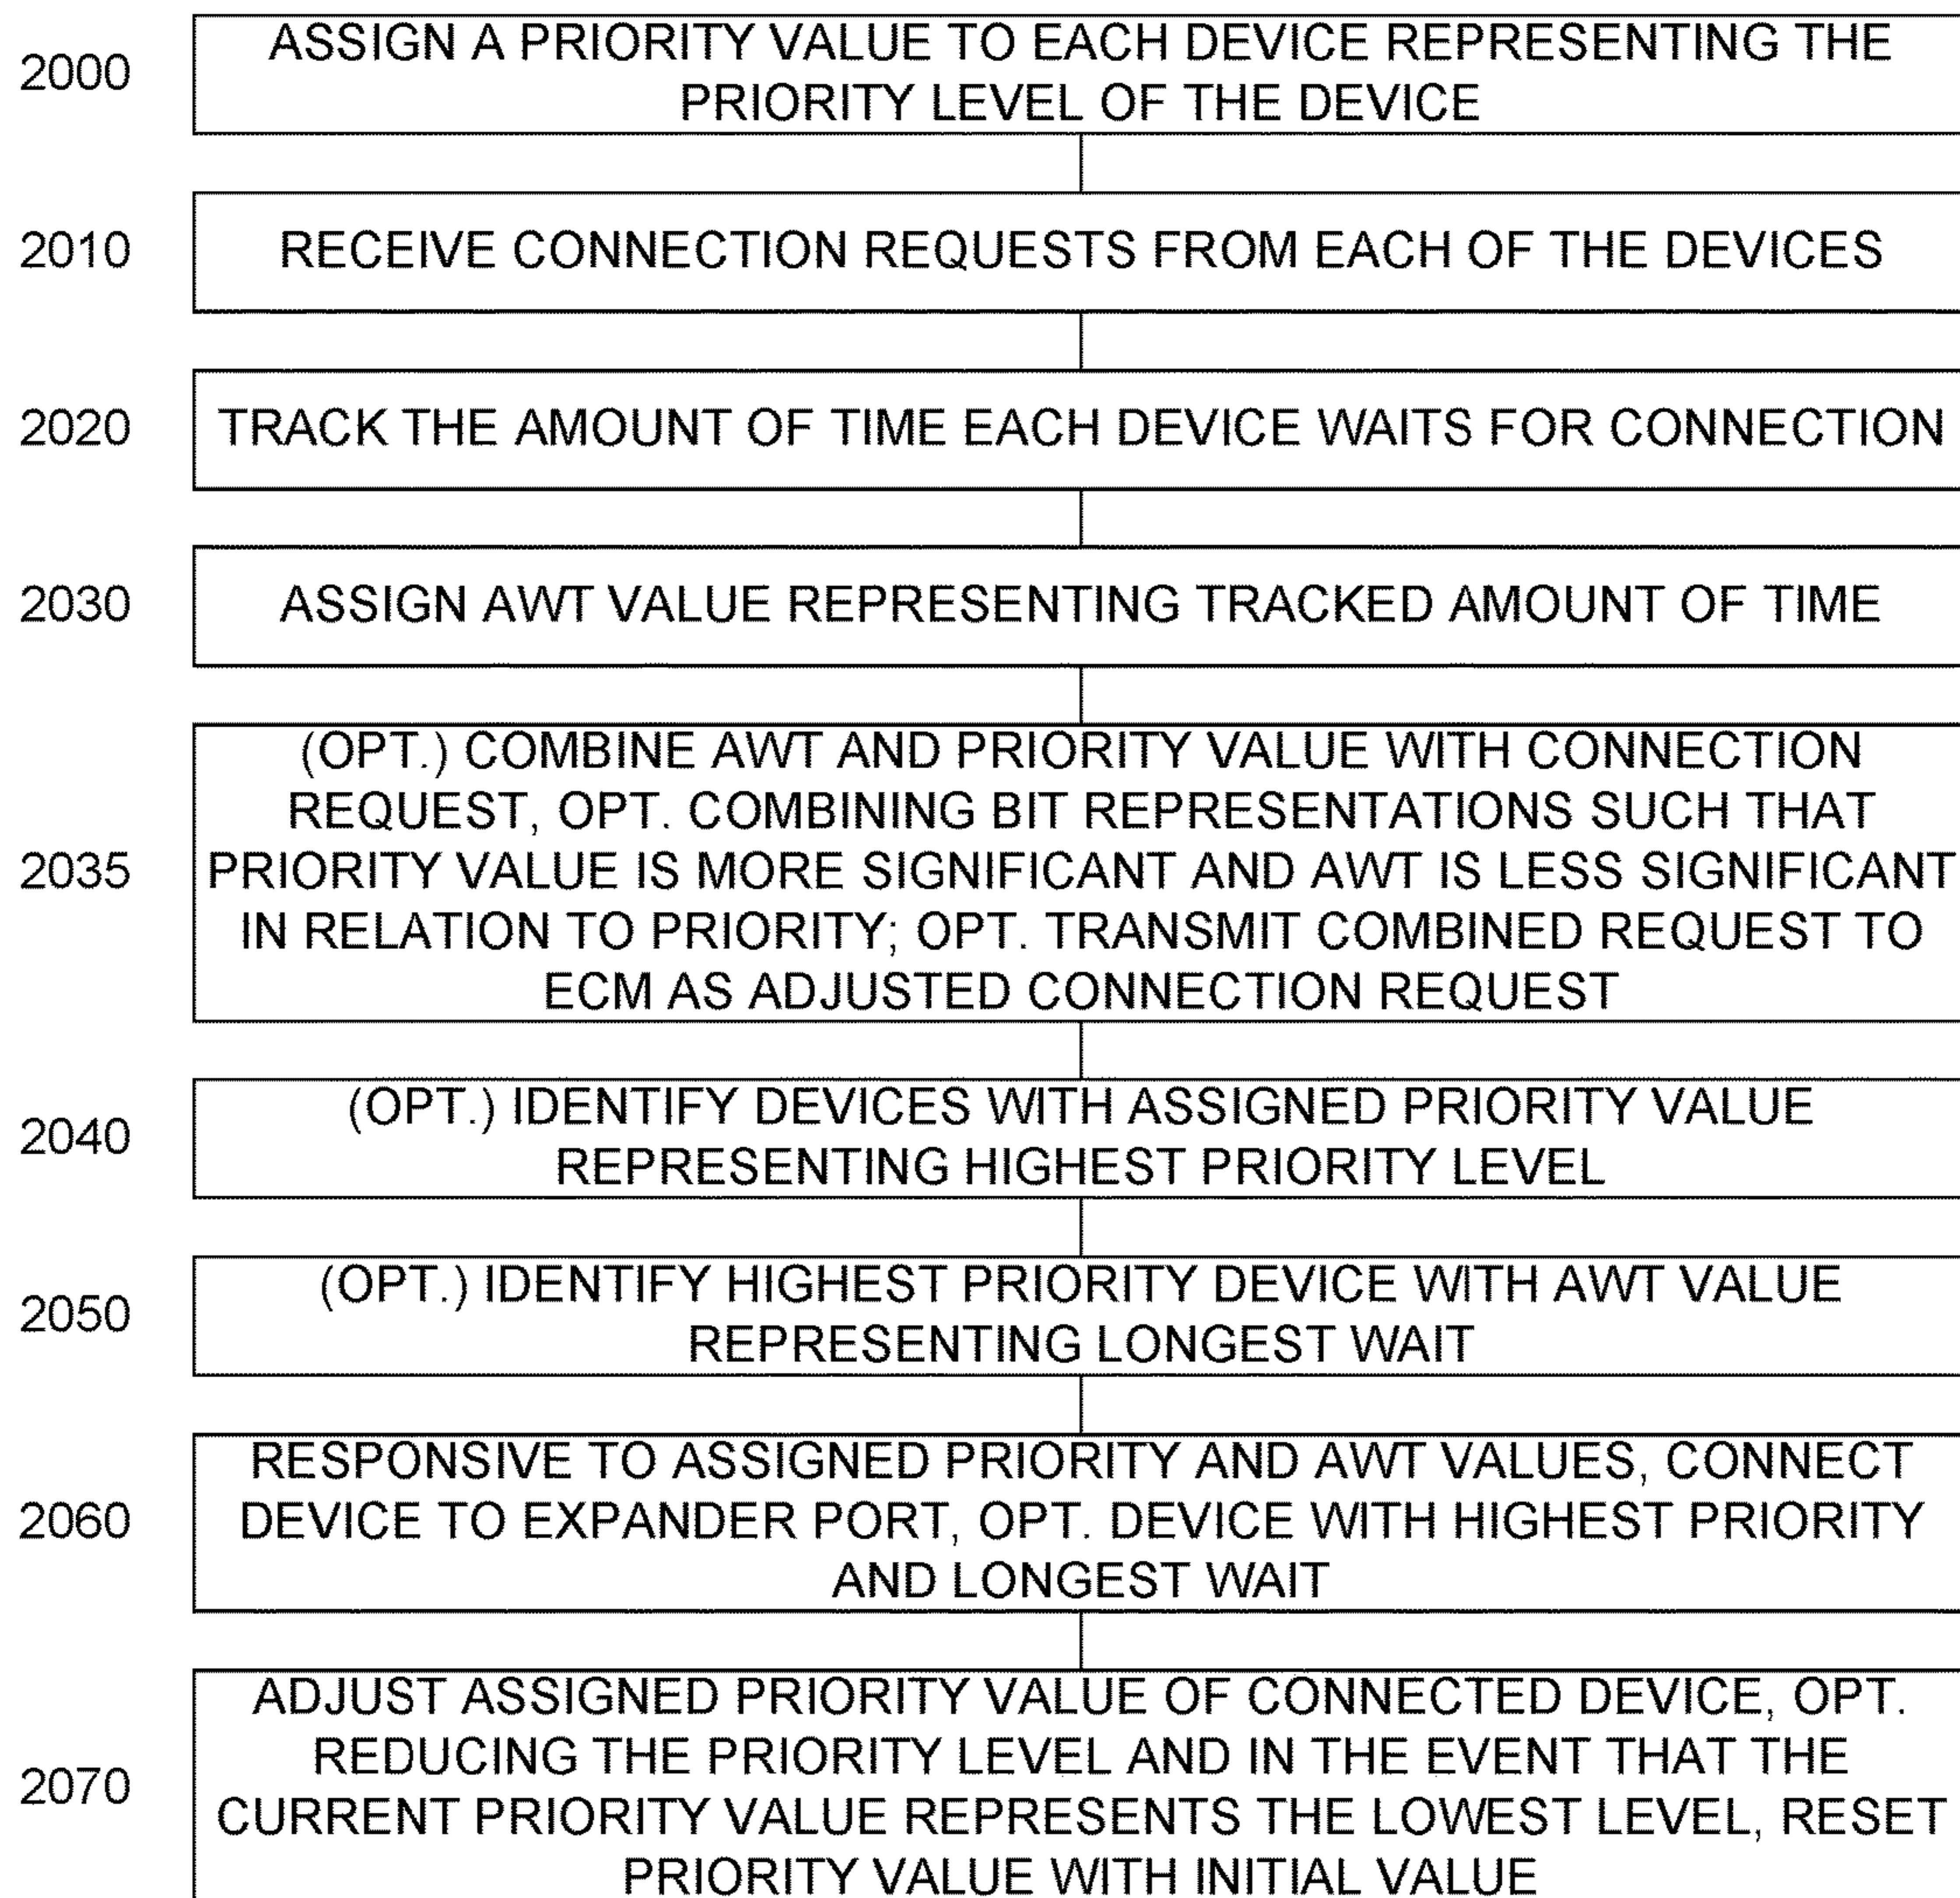 2000
ASSIGN A PRIORITY VALUE TO EACH DEVICE REPRESENTING THE
PRIORITY LEVEL OF THE DEVICE
2010
RECEIVE CONNECTION REQUESTS FROM EACH OF THE DEVICES
2020
TRACK THE AMOUNT OF TIME EACH DEVICE WAITS FOR CONNECTION
2030
ASSIGN AWT VALUE REPRESENTING TRACKED AMOUNT OF TIME
2035
(OPT.) COMBINE AWT AND PRIORITY VALUE WITH CONNECTION
REQUEST, OPT. COMBINING BIT REPRESENTATIONS SUCH THAT
PRIORITY VALUE IS MORE SIGNIFICANT AND AWT IS LESS SIGNIFICANT
IN RELATION TO PRIORITY; OPT. TRANSMIT COMBINED REQUEST TO
ECM AS ADJUSTED CONNECTION REQUEST
2040
(OPT.) IDENTIFY DEVICES WITH ASSIGNED PRIORITY VALUE
REPRESENTING HIGHEST PRIORITY LEVEL
2050
(OPT.) IDENTIFY HIGHEST PRIORITY DEVICE WITH AWT VALUE
REPRESENTING LONGEST WAIT
2060
RESPONSIVE TO ASSIGNED PRIORITY AND AWT VALUES, CONNECT
DEVICE TO EXPANDER PORT, OPT. DEVICE WITH HIGHEST PRIORITY
AND LONGEST WAIT
2070
ADJUST ASSIGNED PRIORITY VALUE OF CONNECTED DEVICE, OPT.
REDUCING THE PRIORITY LEVEL AND IN THE EVENT THAT THE
CURRENT PRIORITY VALUE REPRESENTS THE LOWEST LEVEL, RESET
PRIORITY VALUE WITH INITIAL VALUE